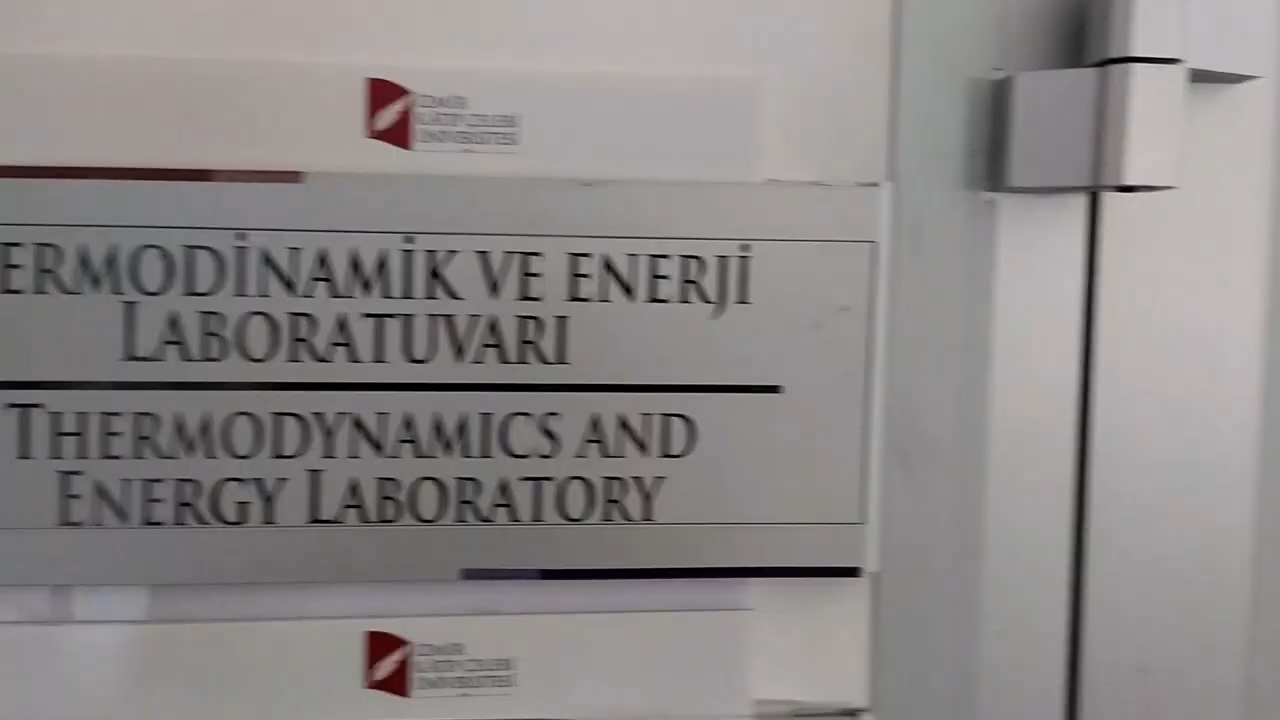 ERMODİNAMİK VE ENERJİ
LABORATUVARI
THERMODYNAMICS AND
ENERGY LABORATORY